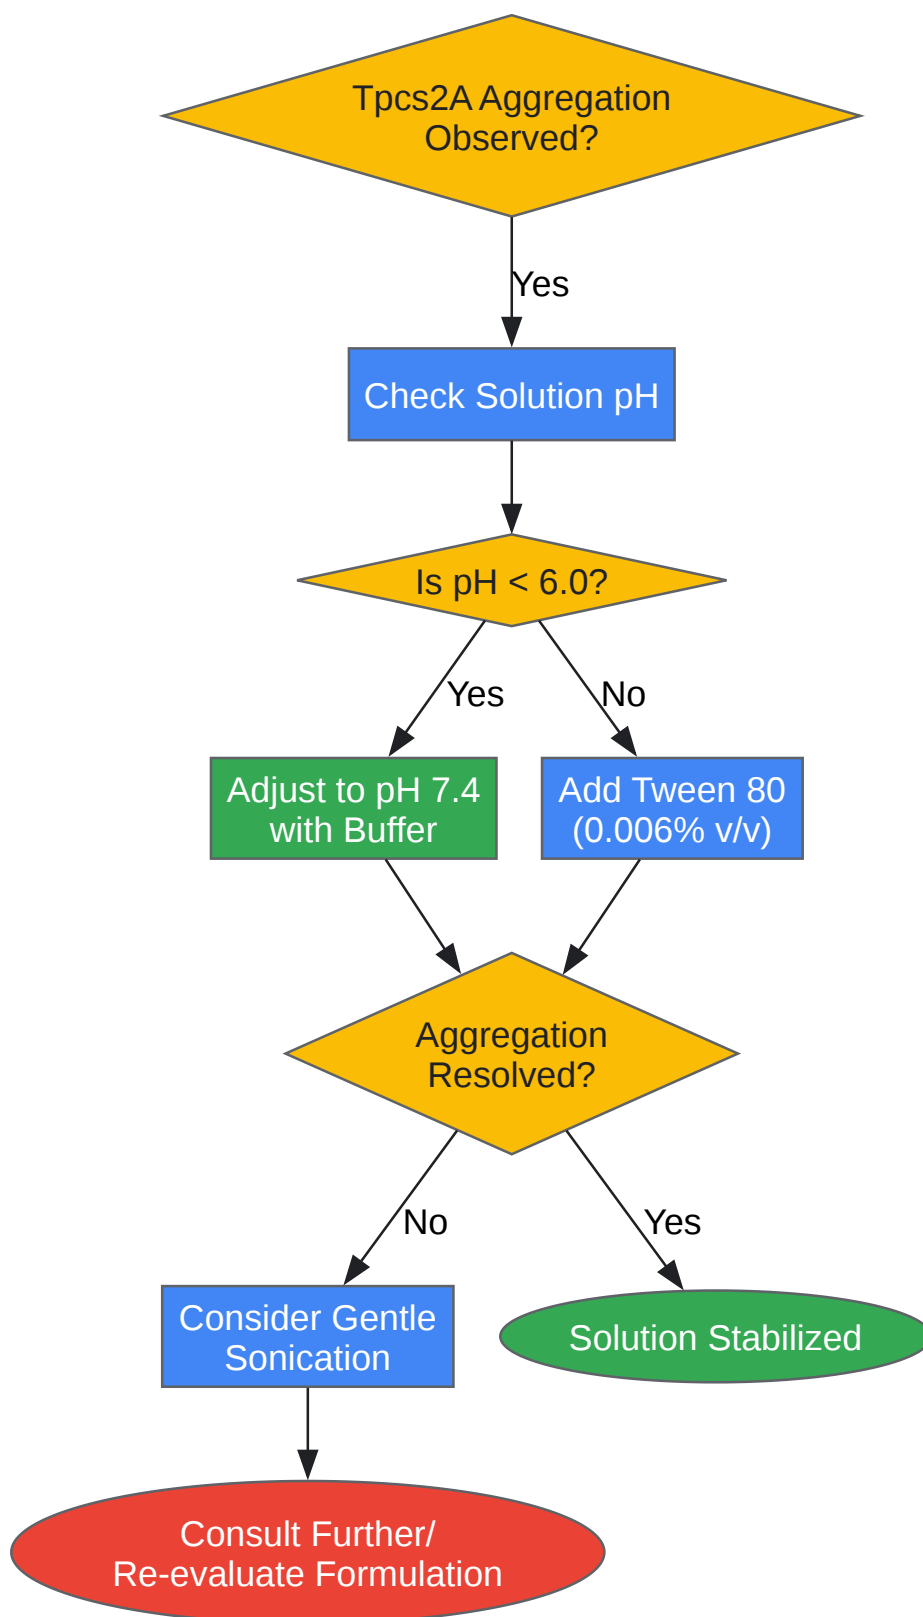 Tpcs2A Aggregation
Observed?
Yes
Check Solution pH
Is pH < 6.0?
Yes
No
Adjust to pH 7.4
with Buffer
Add Tween 80
(0.006% v/v)
Aggregation
Resolved?
No
Yes
Consider Gentle
Sonication
Solution Stabilized
Consult Further/
Re-evaluate Formulation